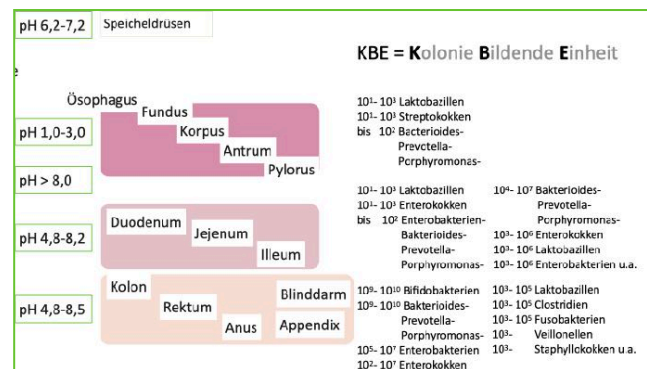 pH 6,2-7,2
Speicheldrüsen
KBE = Kolonie Bildende Einheit
e
Ösophagus
Fundus
pH 1,0-3,0
Korpus
Antrum
Pylorus
10¹- 10³ Laktobazillen
10¹- 10³ Streptokokken
bis 10² Bacterioides-
Prevotella-
Porphyromonas-
pH > 8,0
Duodenum
Jejenum
Illeum
pH 4,8-8,2
10¹- 10³ Laktobazillen
10¹- 10³ Enterokokken
bis 10² Enterobakterien-
Bakterioides-
Prevotella-
Porphyromonas-
10⁴- 10⁷ Bakterioides-
Prevotella-
Porphyromonas-
10³- 10⁶ Enterokokken
10³- 10⁶ Laktobazillen
10³- 10⁶ Enterobakterien u.a.
Kolon
Rektum
Anus
Blinddarm
Appendix
pH 4,8-8,5
10⁹- 10¹⁰ Bifidobakterien
10⁹- 10¹⁰ Bakterioides-
Prevotella-
Porphyromonas-
10⁵- 10⁷ Enterobakterien
10²- 10⁷ Enterokokken
10³- 10⁵ Laktobazillen
10³- 10⁵ Clostridien
10³- 10⁵ Fusobakterien
10³- Veillonellen
10³- Staphyllckokken u.a.